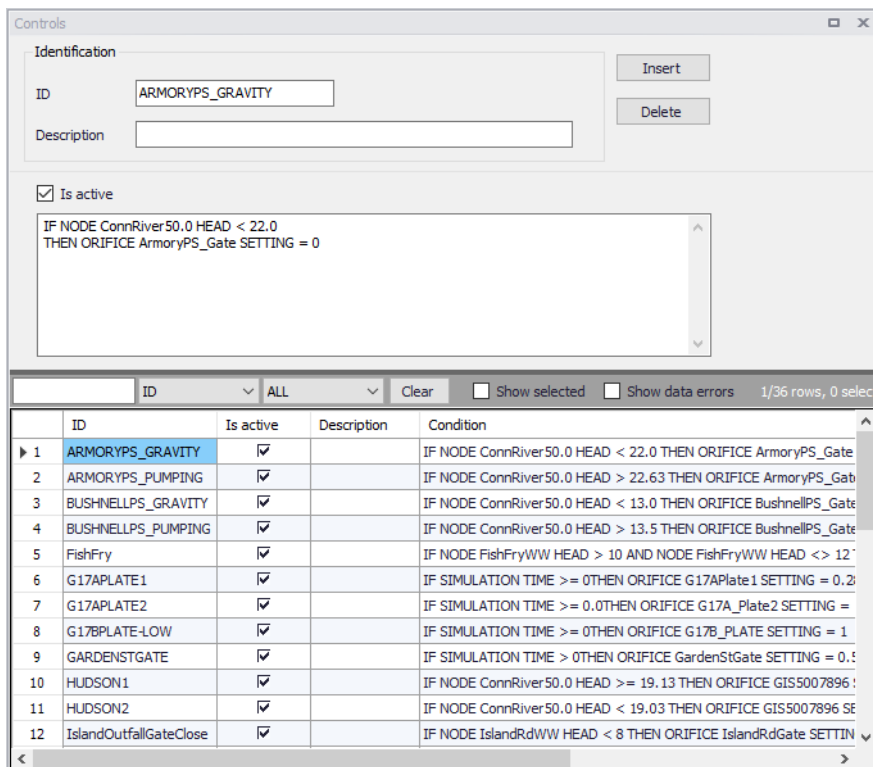 Controls
Identification
ID ARMORYPS_GRAVITY
Description
Insert
Delete
Is active
IF NODE ConnRiver50.0 HEAD < 22.0
THEN ORIFICE ArmoryPS_Gate SETTING = 0
ID ALL Clear Show selected Show data errors 1/36 rows, 0 selec
ID Is active Description Condition
1 ARMORYPS_GRAVITY IF NODE ConnRiver50.0 HEAD < 22.0 THEN ORIFICE ArmoryPS_Gate
2 ARMORYPS_PUMPING IF NODE ConnRiver50.0 HEAD > 22.63 THEN ORIFICE ArmoryPS_Gat
3 BUSHNELLPS_GRAVITY IF NODE ConnRiver50.0 HEAD < 13.0 THEN ORIFICE BushnellPS_Gate
4 BUSHNELLPS_PUMPING IF NODE ConnRiver50.0 HEAD > 13.5 THEN ORIFICE BushnellPS_Gate
5 FishFry IF NODE FishFryWW HEAD > 10 AND NODE FishFryWW HEAD <> 12
6 G17APLATE1 IF SIMULATION TIME >= 0THEN ORIFICE G17APlate1 SETTING = 0.2
7 G17APLATE2 IF SIMULATION TIME >= 0.0THEN ORIFICE G17A_Plate2 SETTING =
8 G17BPLATE-LOW IF SIMULATION TIME >= 0THEN ORIFICE G17B_PLATE SETTING = 1
9 GARDENSTGATE IF SIMULATION TIME > 0THEN ORIFICE GardenStGate SETTING = 0.5
10 HUDSON1 IF NODE ConnRiver50.0 HEAD >= 19.13 THEN ORIFICE GIS5007896
11 HUDSON2 IF NODE ConnRiver50.0 HEAD < 19.03 THEN ORIFICE GIS5007896 SE
12 IslandOutfallGateClose IF NODE IslandRdWW HEAD < 8 THEN ORIFICE IslandRdGate SETTIN